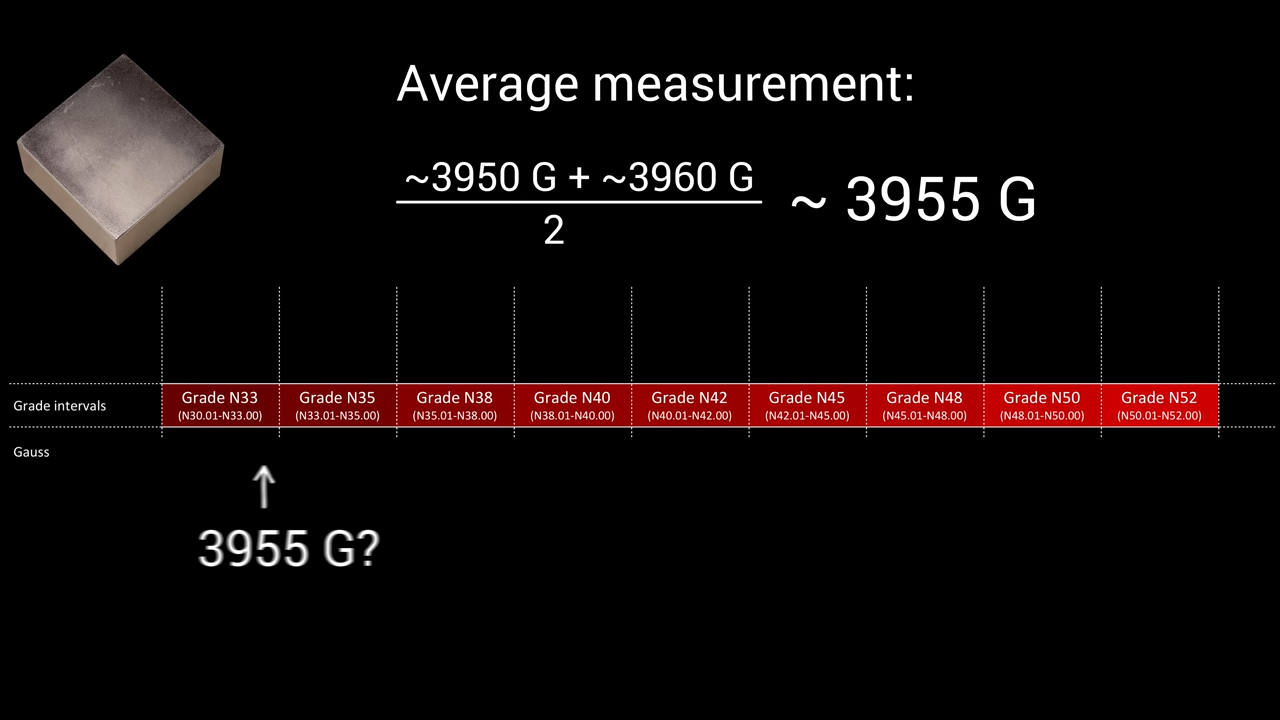 Average measurement:
~3950 G + ~3960 G
2
~ 3955 G
Grade intervals
Grade N33
(N30.01-N33.00)
Grade N35
(N33.01-N35.00)
Grade N38
(N35.01-N38.00)
Grade N40
(N38.01-N40.00)
Grade N42
(N40.01-N42.00)
Grade N45
(N42.01-N45.00)
Grade N48
(N45.01-N48.00)
Grade N50
(N48.01-N50.00)
Grade N52
(N50.01-N52.00)
Gauss
3955 G?